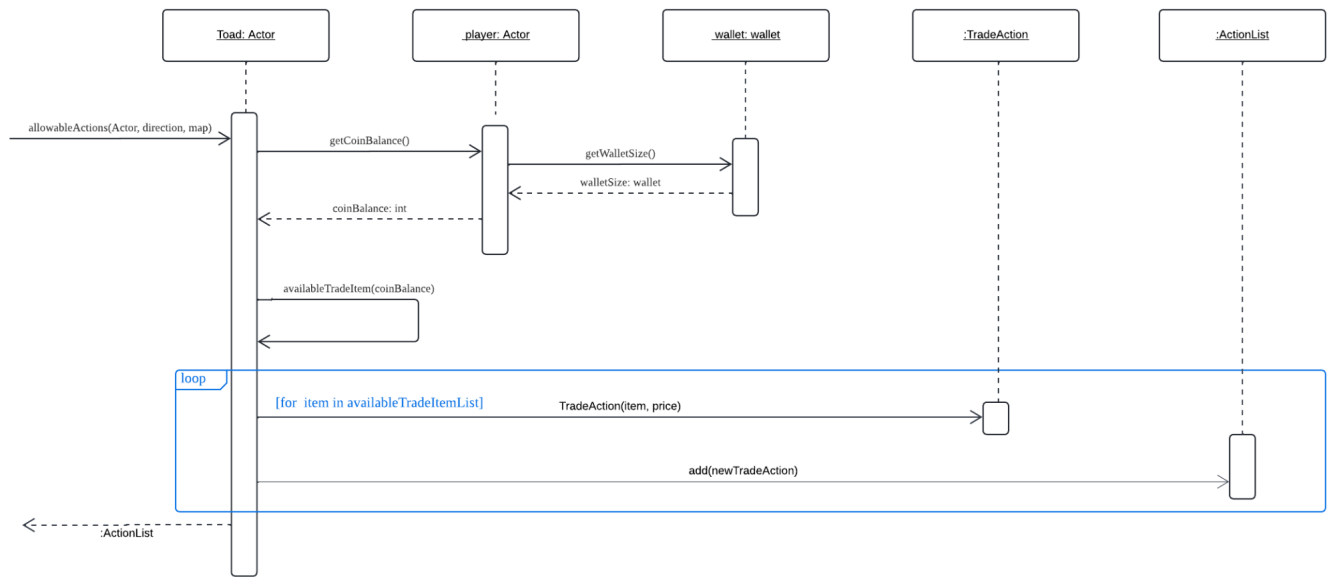 Toad: Actor
player: Actor
wallet: wallet
:TradeAction
:ActionList
allowableActions(Actor, direction, map)
getCoinBalance()
getWalletSize()
walletSize: wallet
coinBalance: int
availableTradeItem(coinBalance)
loop
[for item in availableTradeItemList]
TradeAction(item, price)
add(newTradeAction)
:ActionList